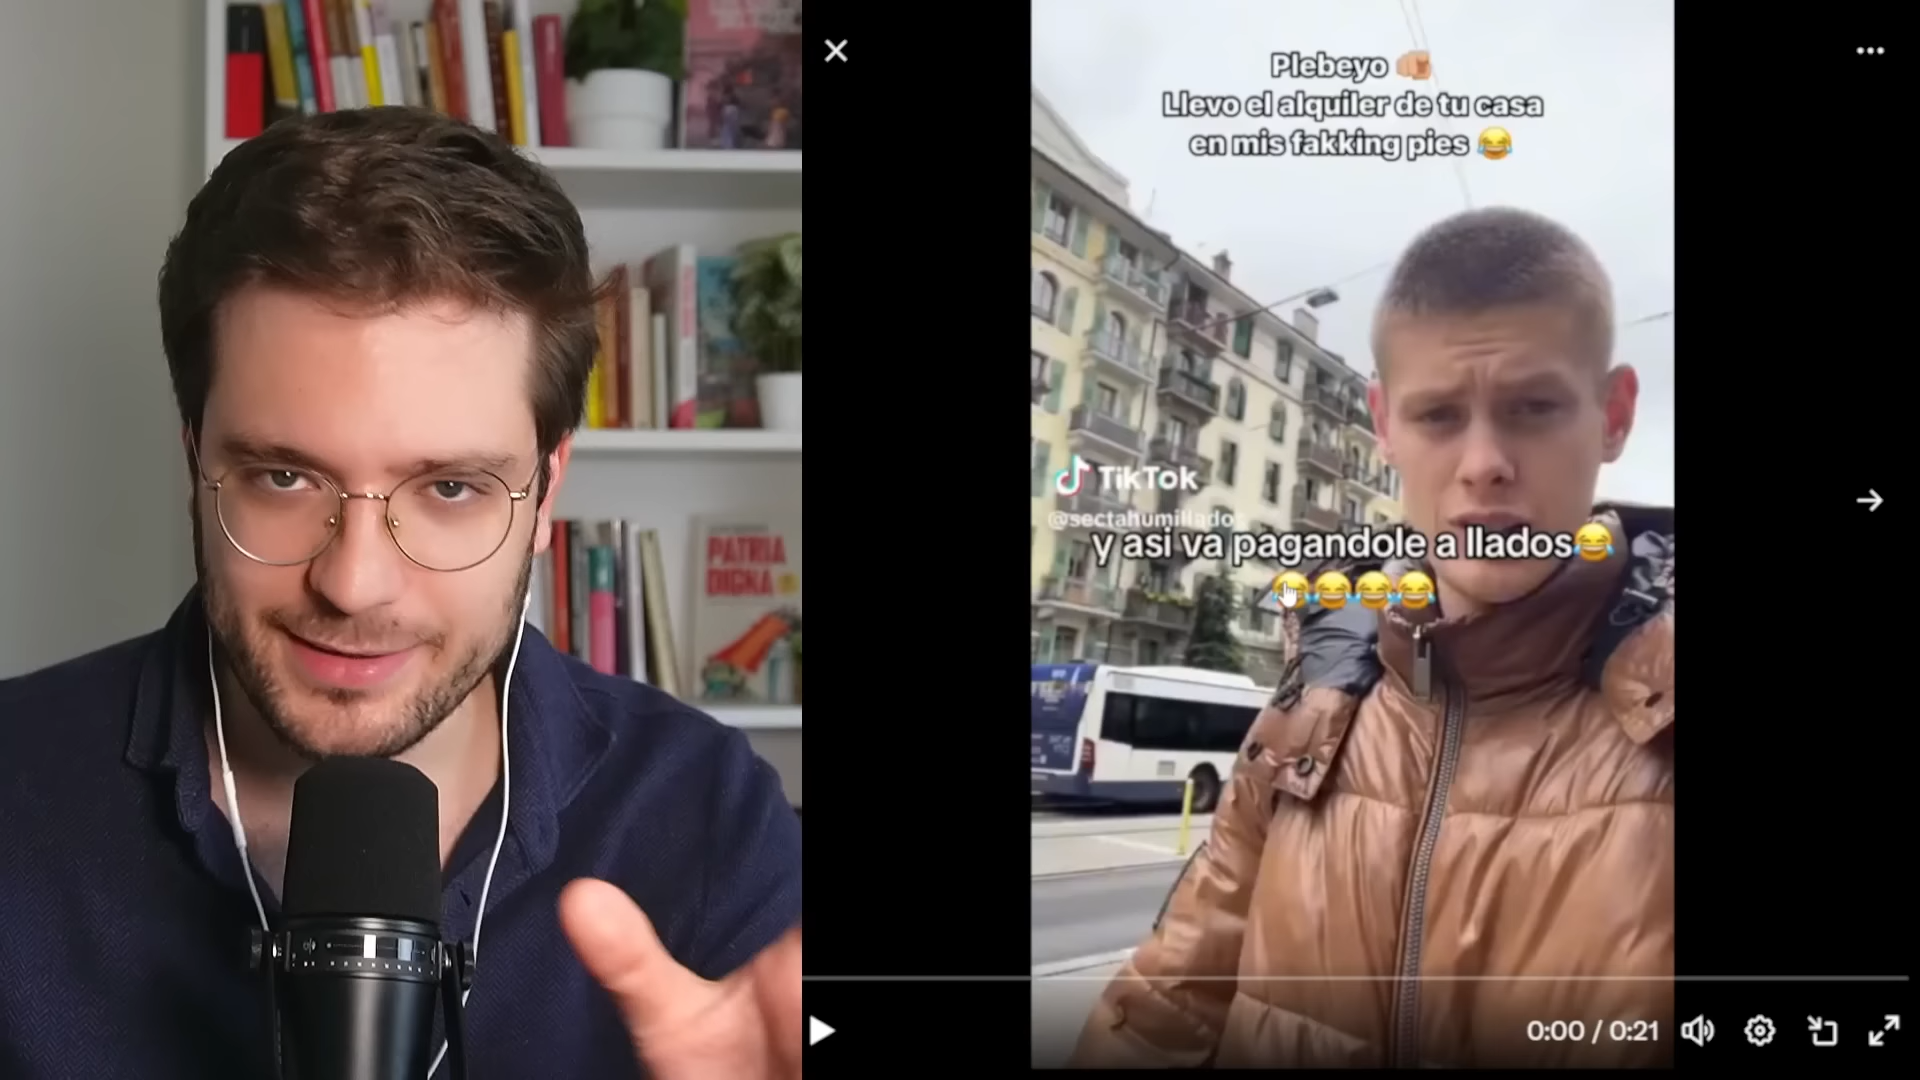 Plebeyo 🫵
Llevo el alquiler de tu casa
en mis fakking pies 😂
TikTok
@sectahumillados
y asi va pagandole a llados😂
😂😂😂😂
PATRIA
DIGNA
0:00 / 0:21